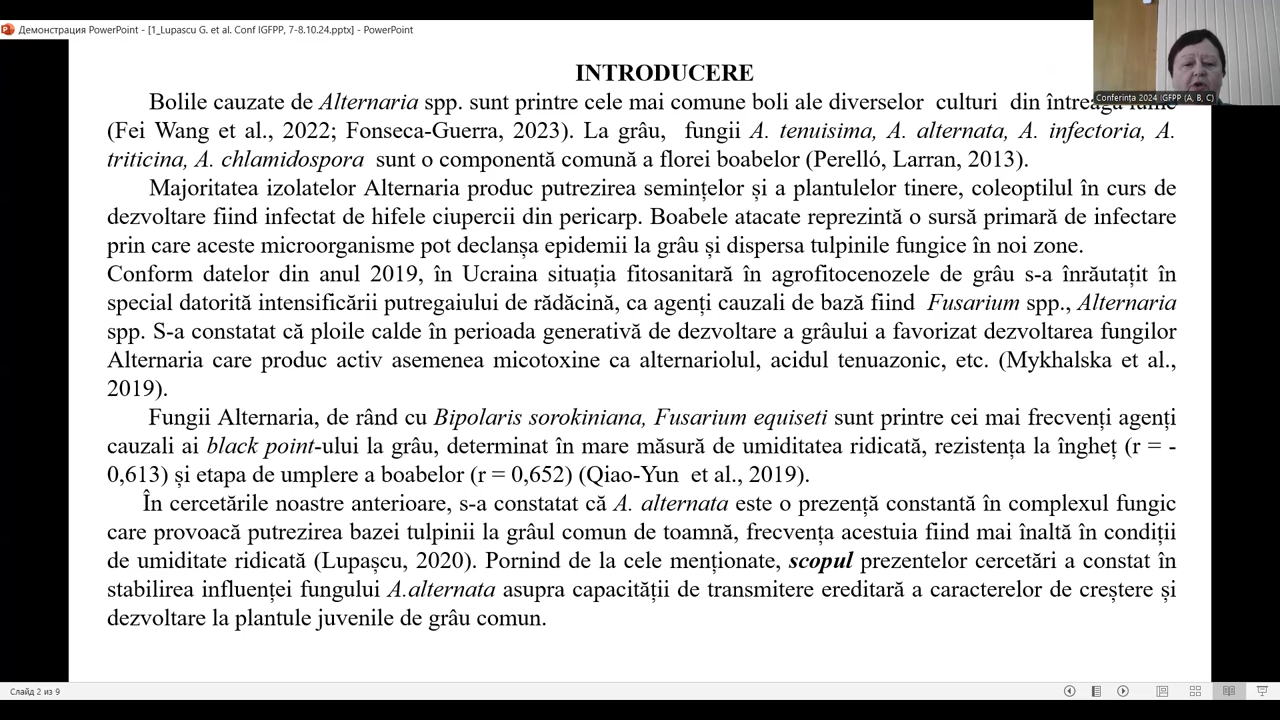 Демонстрация PowerPoint - [1_Lupascu G. et al. Conf IGFPP, 7-8.10.24.pptx] - PowerPoint
Conferința 2024 IGFPP (A, B, C)
INTRODUCERE
Bolile cauzate de Alternaria spp. sunt printre cele mai comune boli ale diverselor culturi din întreaga lume
(Fei Wang et al., 2022; Fonseca-Guerra, 2023). La grâu, fungii A. tenuisima, A. alternata, A. infectoria, A.
triticina, A. chlamidospora sunt o componentă comună a florei boabelor (Perelló, Larran, 2013).
Majoritatea izolatelor Alternaria produc putrezirea semințelor și a plantulelor tinere, coleoptilul în curs de
dezvoltare fiind infectat de hifele ciupercii din pericarp. Boabele atacate reprezintă o sursă primară de infectare
prin care aceste microorganisme pot declanșa epidemii la grâu și dispersa tulpinile fungice în noi zone.
Conform datelor din anul 2019, în Ucraina situația fitosanitară în agrofitocenozele de grâu s-a înrăutațit în
special datorită intensificării putregaiului de rădăcină, ca agenți cauzali de bază fiind Fusarium spp., Alternaria
spp. S-a constatat că ploile calde în perioada generativă de dezvoltare a grâului a favorizat dezvoltarea fungilor
Alternaria care produc activ asemenea micotoxine ca alternariolul, acidul tenuazonic, etc. (Mykhalska et al.,
2019).
Fungii Alternaria, de rând cu Bipolaris sorokiniana, Fusarium equiseti sunt printre cei mai frecvenți agenți
cauzali ai black point-ului la grâu, determinat în mare măsură de umiditatea ridicată, rezistența la îngheț (r = -
0,613) și etapa de umplere a boabelor (r = 0,652) (Qiao-Yun et al., 2019).
În cercetările noastre anterioare, s-a constatat că A. alternata este o prezență constantă în complexul fungic
care provoacă putrezirea bazei tulpinii la grâul comun de toamnă, frecvența acestuia fiind mai înaltă în condiții
de umiditate ridicată (Lupașcu, 2020). Pornind de la cele menționate, scopul prezentelor cercetări a constat în
stabilirea influenței fungului A.alternata asupra capacității de transmitere ereditară a caracterelor de creștere și
dezvoltare la plantule juvenile de grâu comun.
Слайд 2 из 9